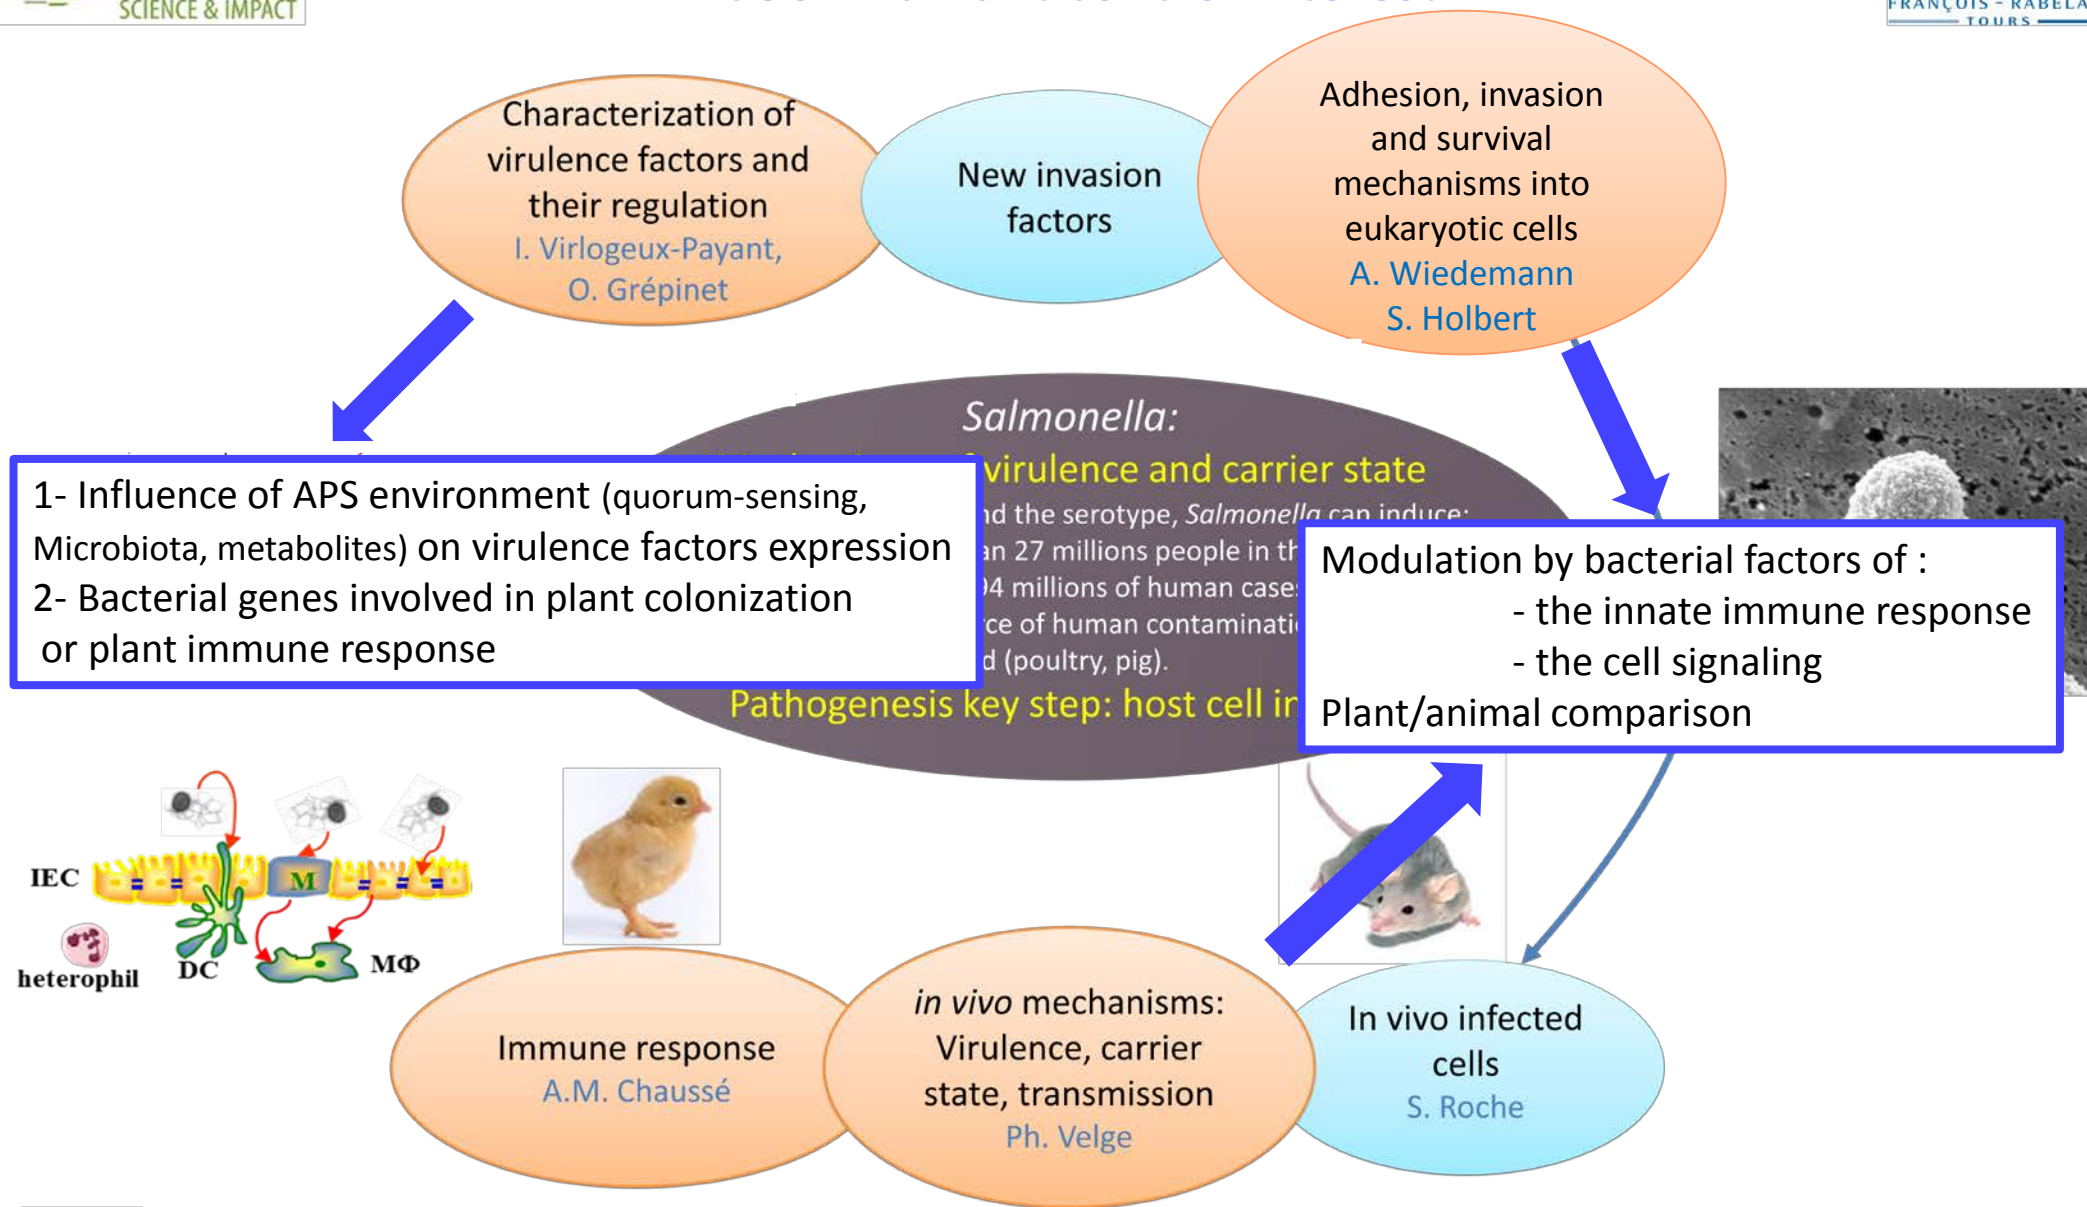 SCIENCE & IMPACT
FRANÇOIS - RABELA
TOURS
Characterization of
virulence factors and
their regulation
I. Virlogeux-Payant,
O. Grépinet
New invasion
factors
Adhesion, invasion
and survival
mechanisms into
eukaryotic cells
A. Wiedemann
S. Holbert
Salmonella:
virulence and carrier state
nd the serotype, Salmonella can induce:
an 27 millions people in th
94 millions of human case
ce of human contaminati
d (poultry, pig).
Pathogenesis key step: host cell in
1- Influence of APS environment (quorum-sensing,
Microbiota, metabolites) on virulence factors expression
2- Bacterial genes involved in plant colonization
or plant immune response
Modulation by bacterial factors of :
- the innate immune response
- the cell signaling
Plant/animal comparison
IEC
M
heterophil
DC
MΦ
Immune response
A.M. Chaussé
in vivo mechanisms:
Virulence, carrier
state, transmission
Ph. Velge
In vivo infected
cells
S. Roche